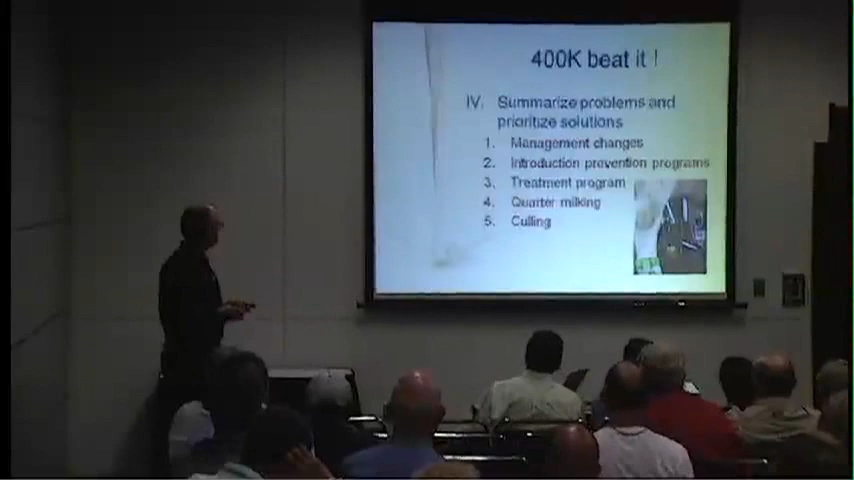 400K beat it !
IV. Summarize problems and
prioritize solutions
1. Management changes
2. Introduction prevention programs
3. Treatment program
4. Quarter milking
5. Culling